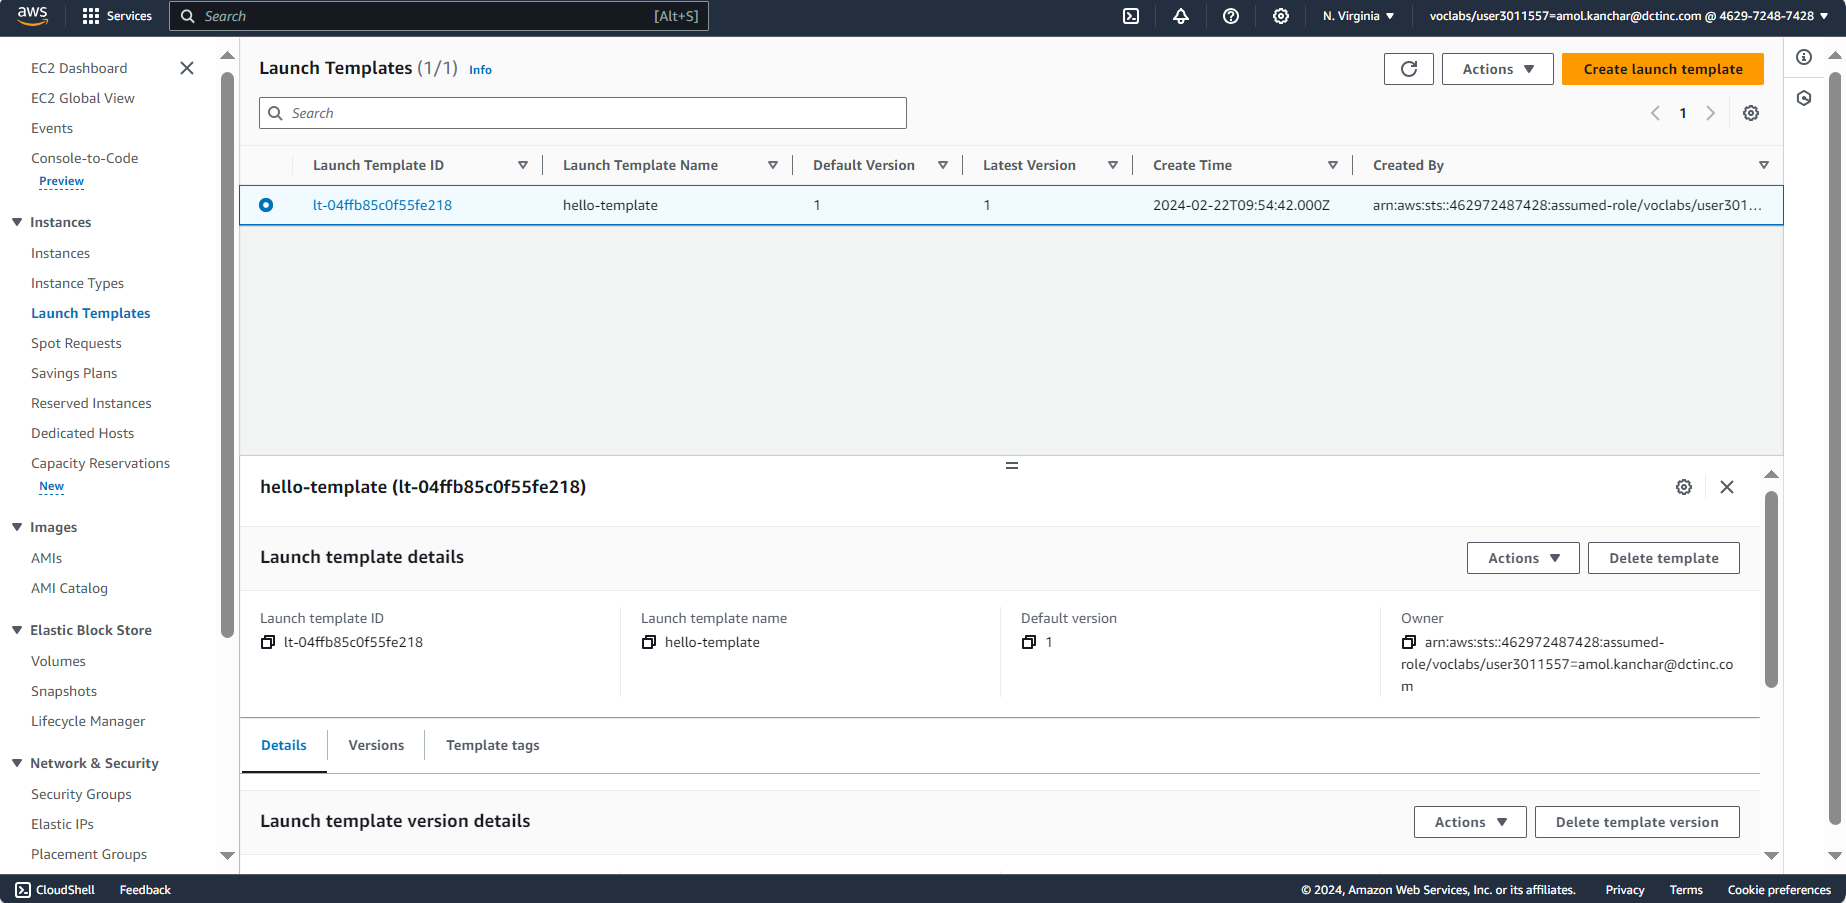 aws
Services
Search
[Alt+S]
N. Virginia
voclabs/user3011557=amol.kanchar@dctinc.com @ 4629-7248-7428
EC2 Dashboard
EC2 Global View
Events
Console-to-Code
Preview
Instances
Instances
Instance Types
Launch Templates
Spot Requests
Savings Plans
Reserved Instances
Dedicated Hosts
Capacity Reservations
New
Images
AMIs
AMI Catalog
Elastic Block Store
Volumes
Snapshots
Lifecycle Manager
Network & Security
Security Groups
Elastic IPs
Placement Groups
Launch Templates (1/1) Info
Actions
Create launch template
Search
1
Launch Template ID
Launch Template Name
Default Version
Latest Version
Create Time
Created By
lt-04ffb85c0f55fe218
hello-template
1
1
2024-02-22T09:54:42.000Z
arn:aws:sts::462972487428:assumed-role/voclabs/user301...
hello-template (lt-04ffb85c0f55fe218)
Launch template details
Actions
Delete template
Launch template ID
lt-04ffb85c0f55fe218
Launch template name
hello-template
Default version
1
Owner
arn:aws:sts::462972487428:assumed-
role/voclabs/user3011557=amol.kanchar@dctinc.co
m
Details
Versions
Template tags
Launch template version details
Actions
Delete template version
CloudShell
Feedback
© 2024, Amazon Web Services, Inc. or its affiliates.
Privacy
Terms
Cookie preferences